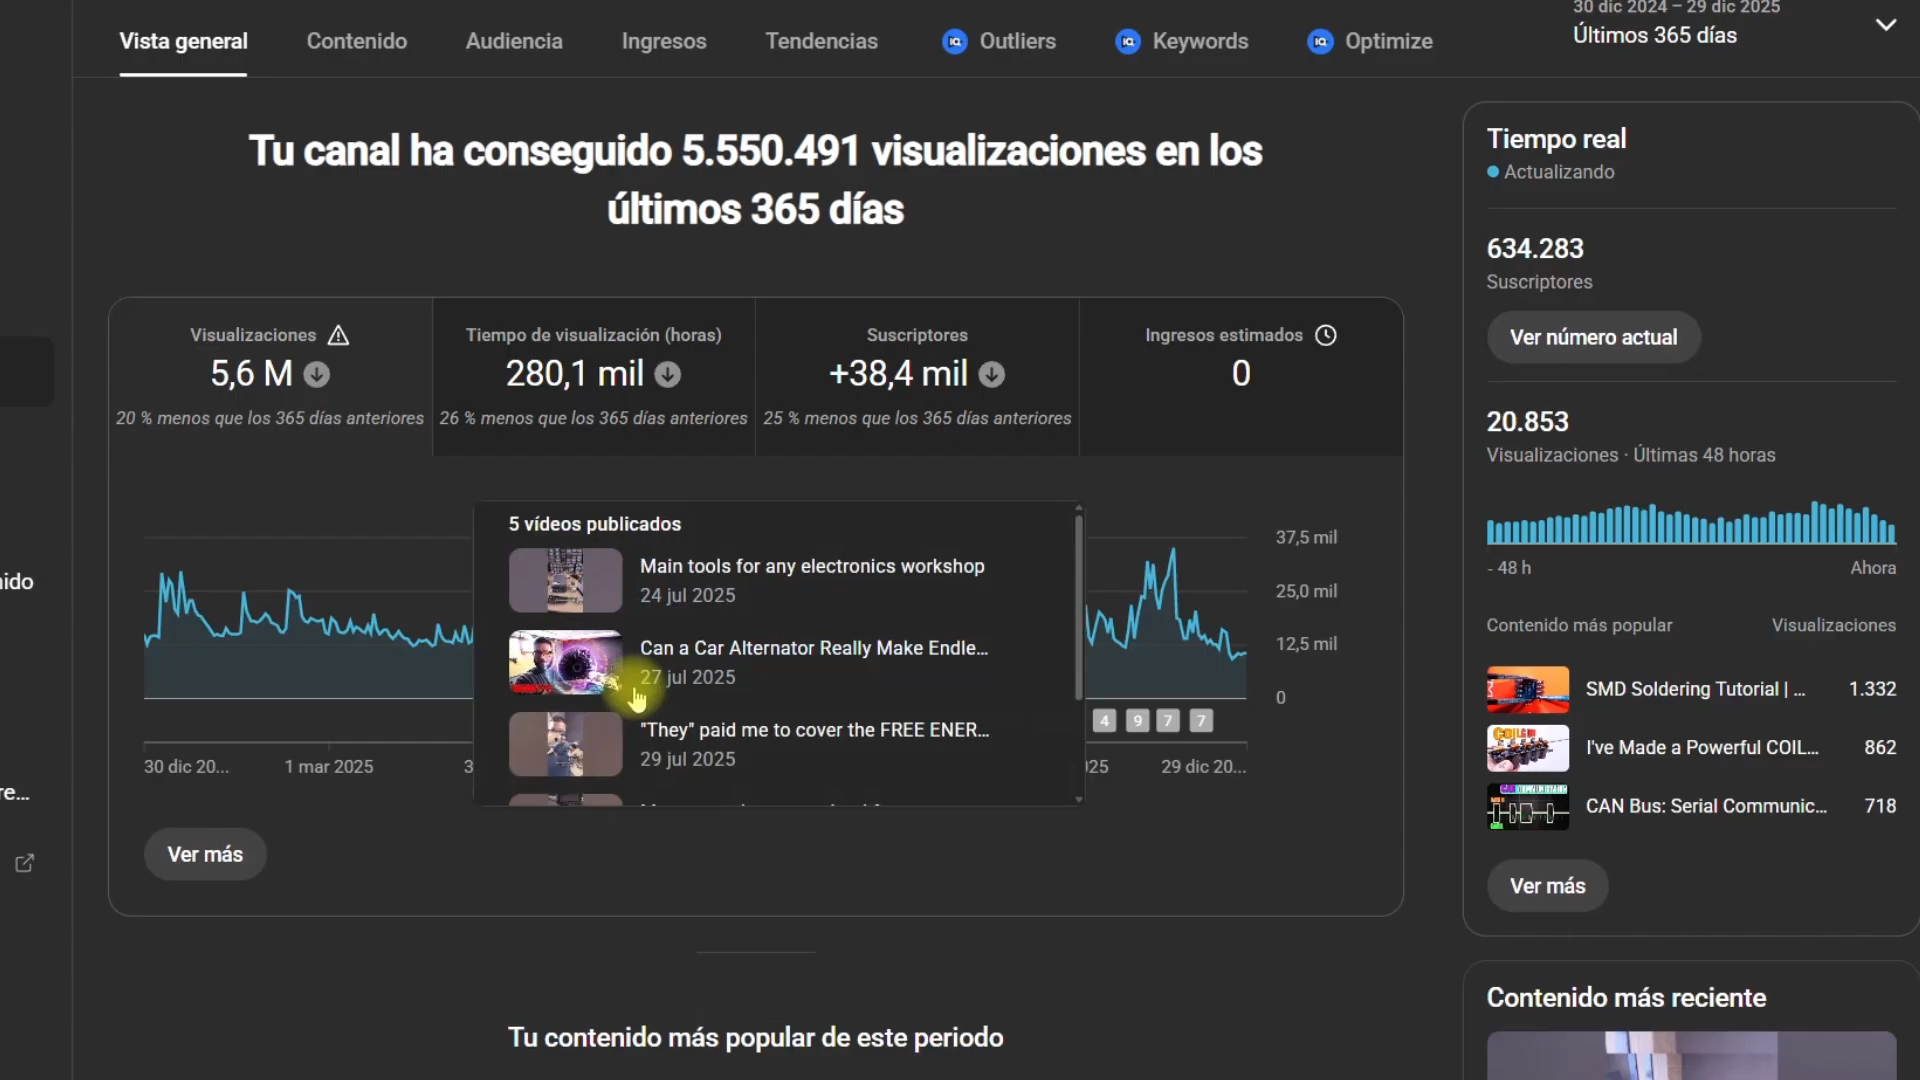 Vista general
Contenido
Audiencia
Ingresos
Tendencias
Outliers
Keywords
Optimize
30 dic 2024 – 29 dic 2025
Últimos 365 días
Tu canal ha conseguido 5.550.491 visualizaciones en los
últimos 365 días
Visualizaciones
5,6 M
20 % menos que los 365 días anteriores
Tiempo de visualización (horas)
280,1 mil
26 % menos que los 365 días anteriores
Suscriptores
+38,4 mil
25 % menos que los 365 días anteriores
Ingresos estimados
0
5 vídeos publicados
Main tools for any electronics workshop
24 jul 2025
Can a Car Alternator Really Make Endle...
27 jul 2025
"They" paid me to cover the FREE ENER...
29 jul 2025
37,5 mil
25,0 mil
12,5 mil
0
4 9 7 7
30 dic 20...
1 mar 2025
3
025
29 dic 20...
Ver más
Tu contenido más popular de este periodo
nido
re...
Tiempo real
Actualizando
634.283
Suscriptores
Ver número actual
20.853
Visualizaciones · Últimas 48 horas
- 48 h
Ahora
Contenido más popular
Visualizaciones
SMD Soldering Tutorial | ...
1.332
I've Made a Powerful COIL...
862
CAN Bus: Serial Communic...
718
Ver más
Contenido más reciente